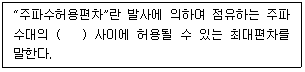 "주파수허용편차"란 발사에 의하여 점유하는 주파
수대의 (    ) 사이에 허용될 수 있는 최대편차를
말한다.